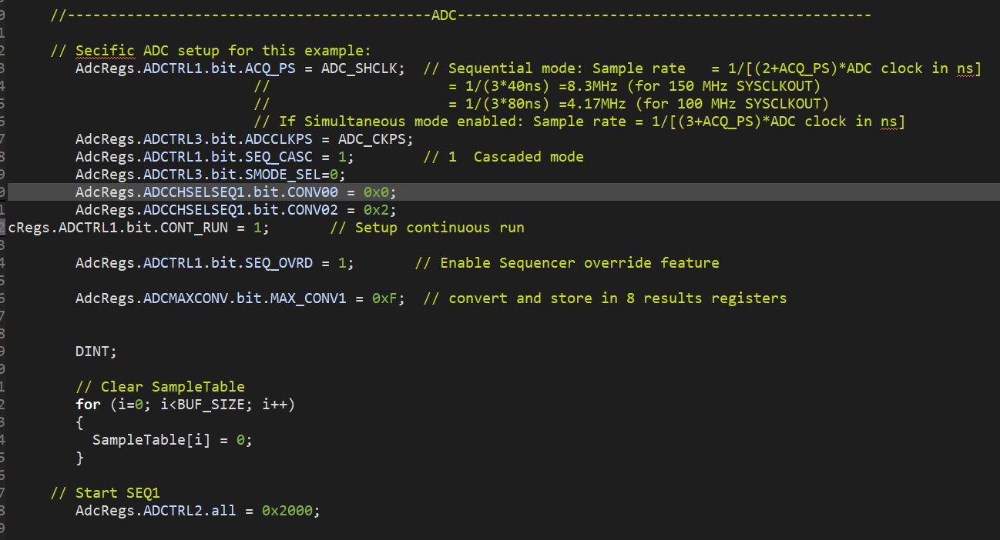 //-------------------------------------------ADC-------------------------------------------------
// Secific ADC setup for this example:
AdcRegs.ADCTRL1.bit.ACQ_PS = ADC_SHCLK;  // Sequential mode: Sample rate   = 1/[(2+ACQ_PS)*ADC clock in ns]
//                     = 1/(3*40ns) =8.3MHz (for 150 MHz SYSCLKOUT)
//                     = 1/(3*80ns) =4.17MHz (for 100 MHz SYSCLKOUT)
// If Simultaneous mode enabled: Sample rate = 1/[(3+ACQ_PS)*ADC clock in ns]
AdcRegs.ADCTRL3.bit.ADCCLKPS = ADC_CKPS;
AdcRegs.ADCTRL1.bit.SEQ_CASC = 1;        // 1  Cascaded mode
AdcRegs.ADCTRL3.bit.SMODE_SEL=0;
AdcRegs.ADCCHSELSEQ1.bit.CONV00 = 0x0;
AdcRegs.ADCCHSELSEQ1.bit.CONV02 = 0x2;
cRegs.ADCTRL1.bit.CONT_RUN = 1;       // Setup continuous run
AdcRegs.ADCTRL1.bit.SEQ_OVRD = 1;       // Enable Sequencer override feature
AdcRegs.ADCMAXCONV.bit.MAX_CONV1 = 0xF;  // convert and store in 8 results registers
DINT;
// Clear SampleTable
for (i=0; i<BUF_SIZE; i++)
{
SampleTable[i] = 0;
}
// Start SEQ1
AdcRegs.ADCTRL2.all = 0x2000;